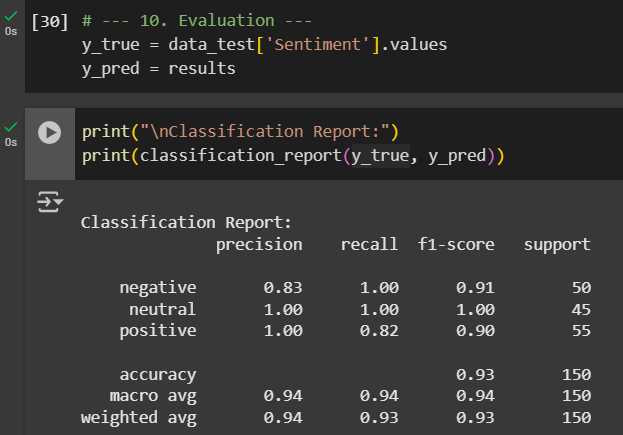 [30] # --- 10. Evaluation ---
0s
y_true = data_test['Sentiment'].values
y_pred = results
print("\nClassification Report:")
0s
print(classification_report(y_true, y_pred))
Classification Report:
precision recall f1-score support
negative 0.83 1.00 0.91 50
neutral 1.00 1.00 1.00 45
positive 1.00 0.82 0.90 55
accuracy 0.93 150
macro avg 0.94 0.94 0.94 150
weighted avg 0.94 0.93 0.93 150